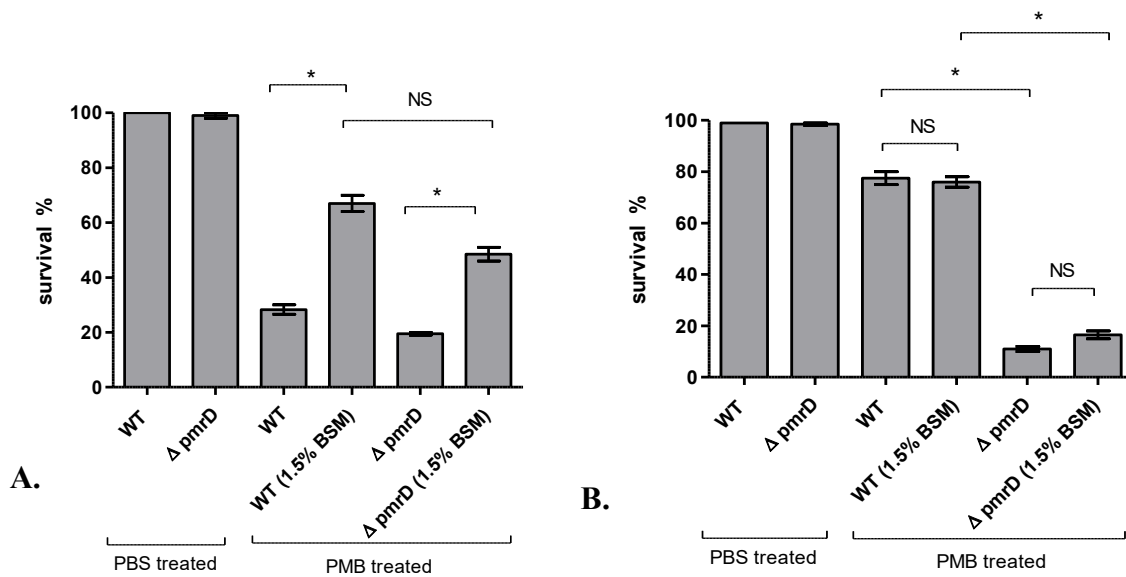 *
NS
*
100
80
60
40
20
0
survival %
WT
Δ pmrD
WT
WT (1.5% BSM)
Δ pmrD
Δ pmrD (1.5% BSM)
A.
PBS treated
PMB treated
*
*
NS
NS
100
80
60
40
20
0
survival %
WT
Δ pmrD
WT
WT (1.5% BSM)
Δ pmrD
Δ pmrD (1.5% BSM)
B.
PBS treated
PMB treated